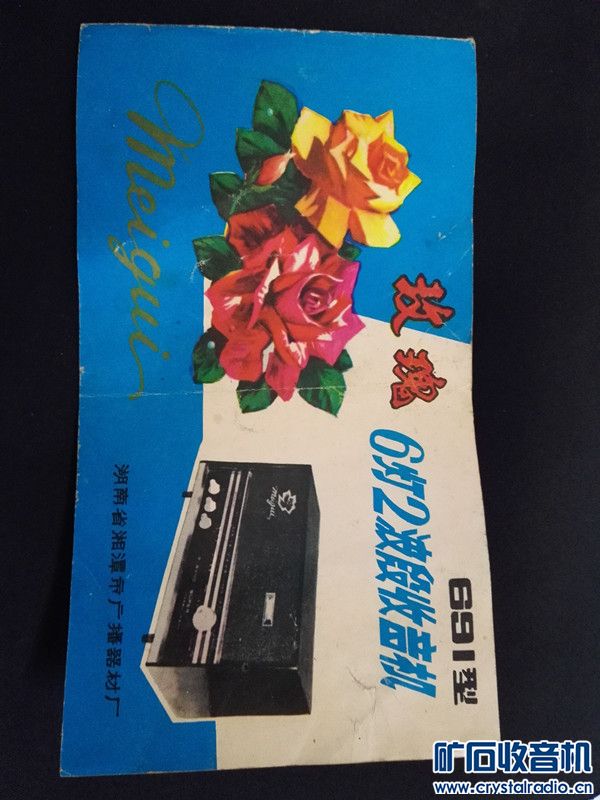 玫瑰
691型
6灯2波段收音机
Meigui
Meigui
湖南省湘潭市广播器材厂
矿石收音机
www.crystalradio.cn